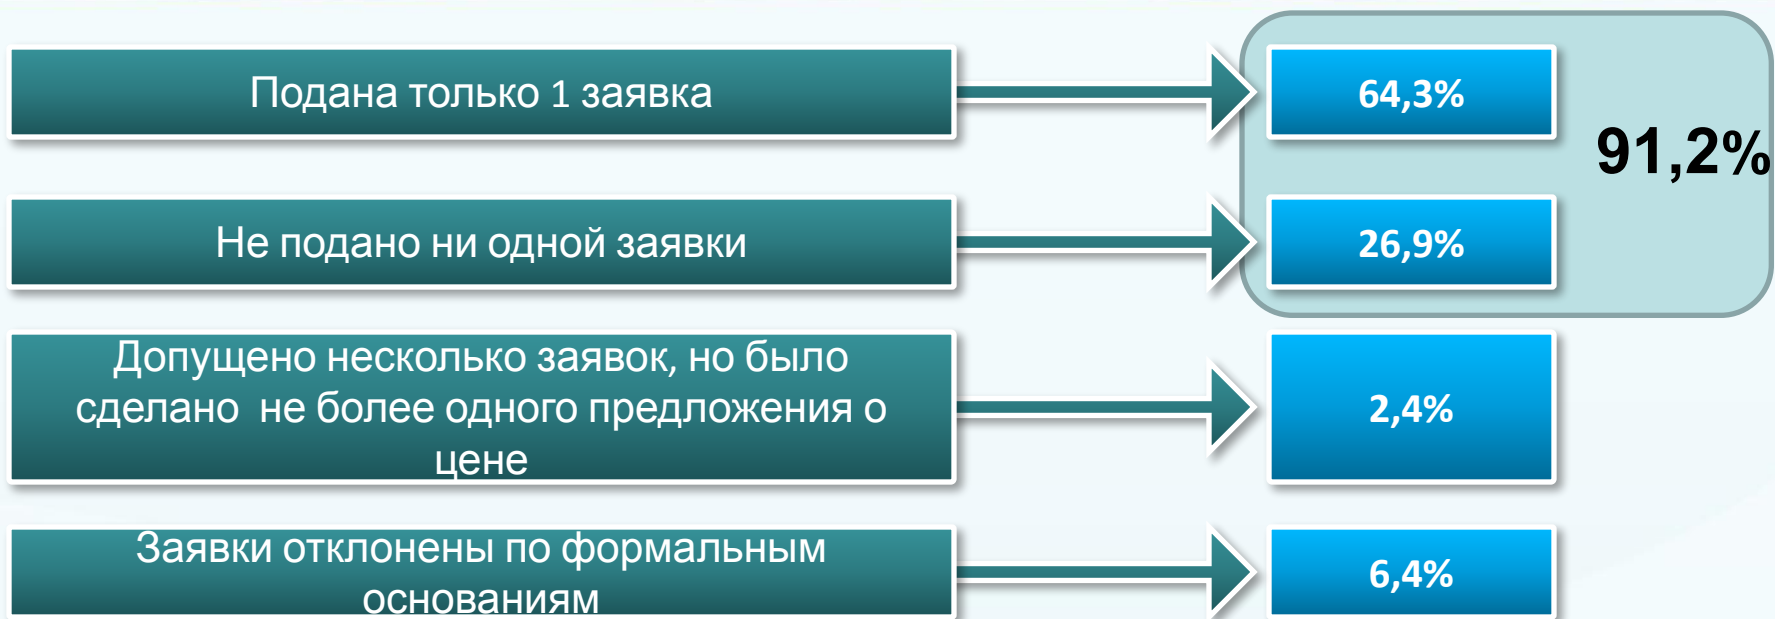 Подана только 1 заявка
64,3%
91,2%
Не подано ни одной заявки
26,9%
Допущено несколько заявок, но было
сделано не более одного предложения о
цене
2,4%
Заявки отклонены по формальным
основаниям
6,4%